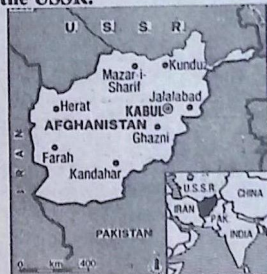 the USSR.
U. S. S. R.
Mazar-i-
Sharif
Kunduz
Herat
Jalalabad
KABUL
AFGHANISTAN
Ghazni
IRAN
Farah
Kandahar
U.S.S.R.
CHINA
IRAN
PAK.
PAKISTAN
INDIA
0 km 400